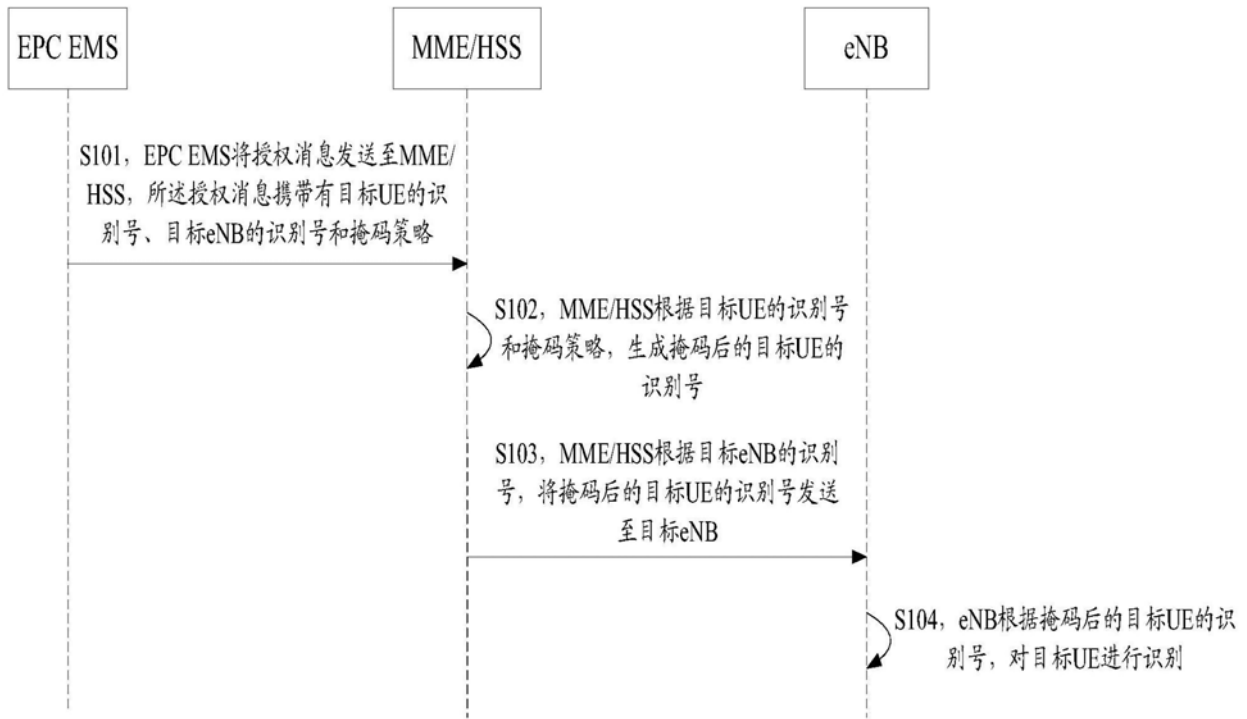 EPC EMS
MME/HSS
eNB
S101，EPC EMS将授权消息发送至MME/
HSS，所述授权消息携带有目标UE的识
别号、目标eNB的识别号和掩码策略
S102，MME/HSS根据目标UE的识别号
和掩码策略，生成掩码后的目标UE的
识别号
S103，MME/HSS根据目标eNB的识别
号，将掩码后的目标UE的识别号发送
至目标eNB
S104，eNB根据掩码后的目标UE的识
别号，对目标UE进行识别